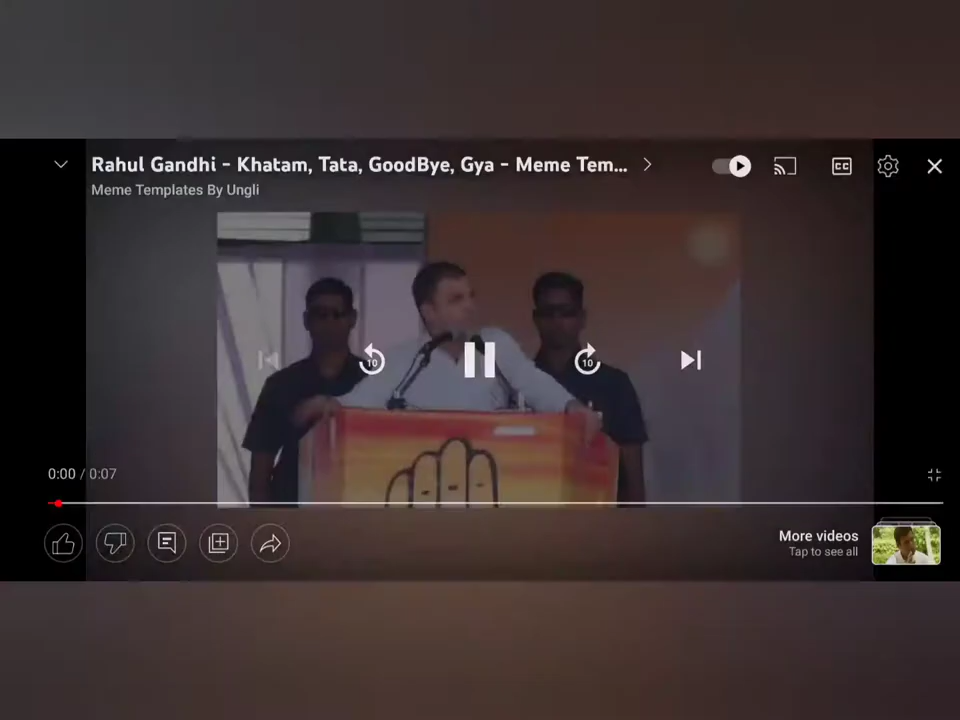 Rahul Gandhi - Khatam, Tata, GoodBye, Gya - Meme Tem...
Meme Templates By Ungli
CC
10
10
0:00 / 0:07
More videos
Tap to see all